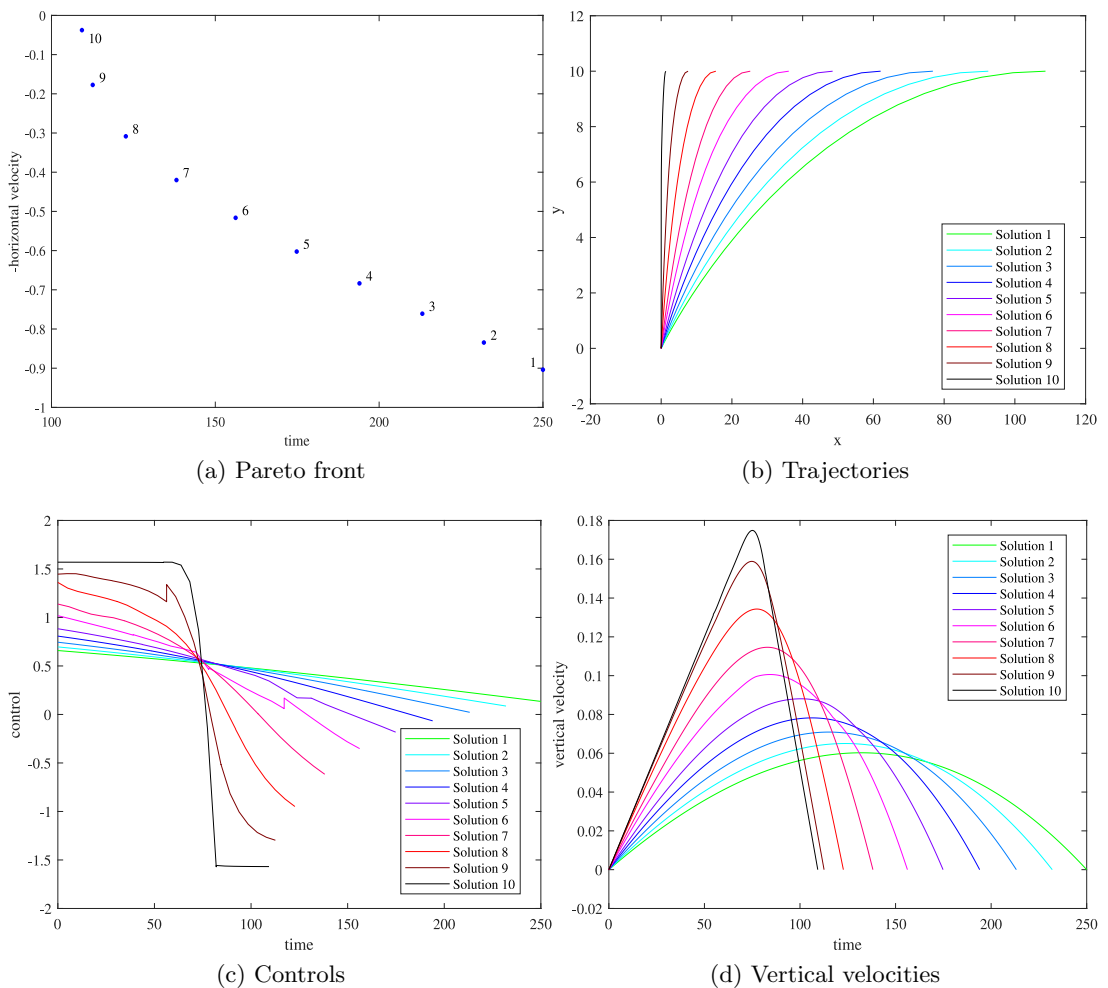 0
-0.1
-0.2
-0.3
-0.4
-0.5
-0.6
-0.7
-0.8
-0.9
-1
-horizontal velocity
10
9
8
7
6
5
4
3
2
1
100
150
200
250
time
(a) Pareto front
12
10
8
6
4
2
0
-2
y
Solution 1
Solution 2
Solution 3
Solution 4
Solution 5
Solution 6
Solution 7
Solution 8
Solution 9
Solution 10
-20
0
20
40
60
80
100
120
x
(b) Trajectories
2
1.5
1
0.5
0
-0.5
-1
-1.5
-2
control
Solution 1
Solution 2
Solution 3
Solution 4
Solution 5
Solution 6
Solution 7
Solution 8
Solution 9
Solution 10
0
50
100
150
200
250
time
(c) Controls
0.18
0.16
0.14
0.12
0.1
0.08
0.06
0.04
0.02
0
-0.02
vertical velocity
Solution 1
Solution 2
Solution 3
Solution 4
Solution 5
Solution 6
Solution 7
Solution 8
Solution 9
Solution 10
0
50
100
150
200
250
time
(d) Vertical velocities